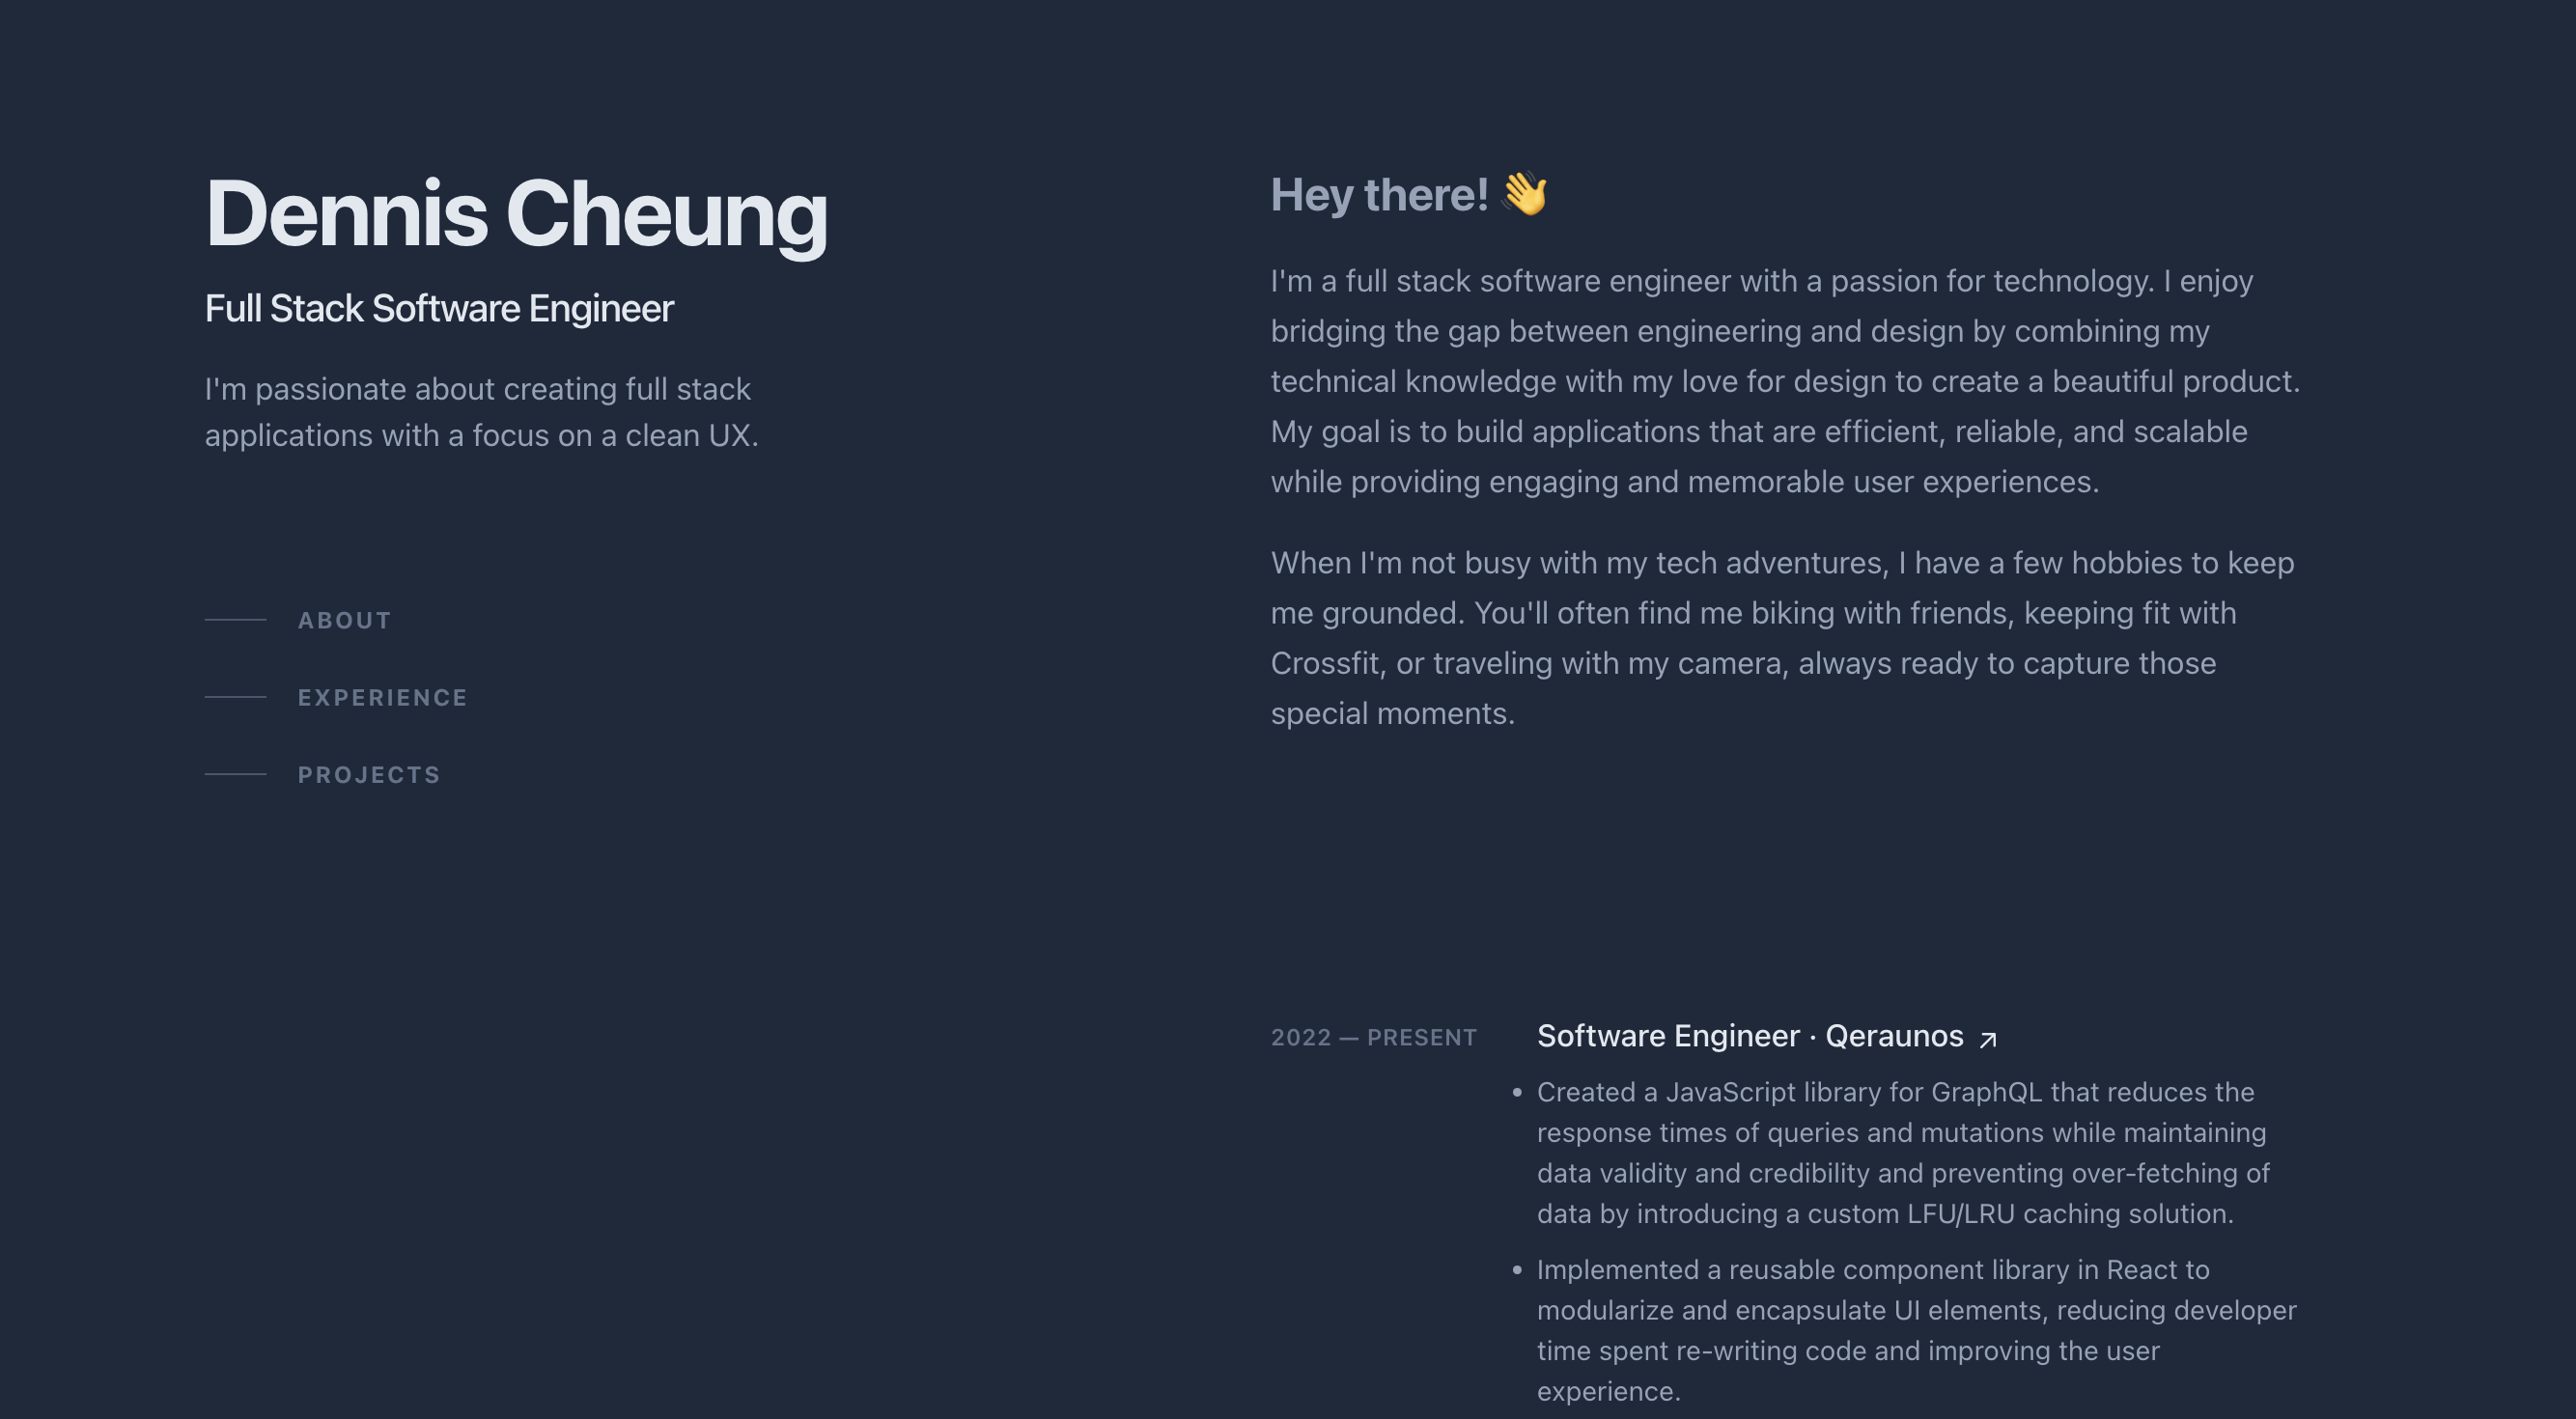 Dennis Cheung
Full Stack Software Engineer
I'm passionate about creating full stack
applications with a focus on a clean UX.
ABOUT
EXPERIENCE
PROJECTS
Hey there! 👋
I'm a full stack software engineer with a passion for technology. I enjoy
bridging the gap between engineering and design by combining my
technical knowledge with my love for design to create a beautiful product.
My goal is to build applications that are efficient, reliable, and scalable
while providing engaging and memorable user experiences.
When I'm not busy with my tech adventures, I have a few hobbies to keep
me grounded. You'll often find me biking with friends, keeping fit with
Crossfit, or traveling with my camera, always ready to capture those
special moments.
2022 — PRESENT
Software Engineer · Qeraunos ↗
• Created a JavaScript library for GraphQL that reduces the
response times of queries and mutations while maintaining
data validity and credibility and preventing over-fetching of
data by introducing a custom LFU/LRU caching solution.
• Implemented a reusable component library in React to
modularize and encapsulate UI elements, reducing developer
time spent re-writing code and improving the user
experience.